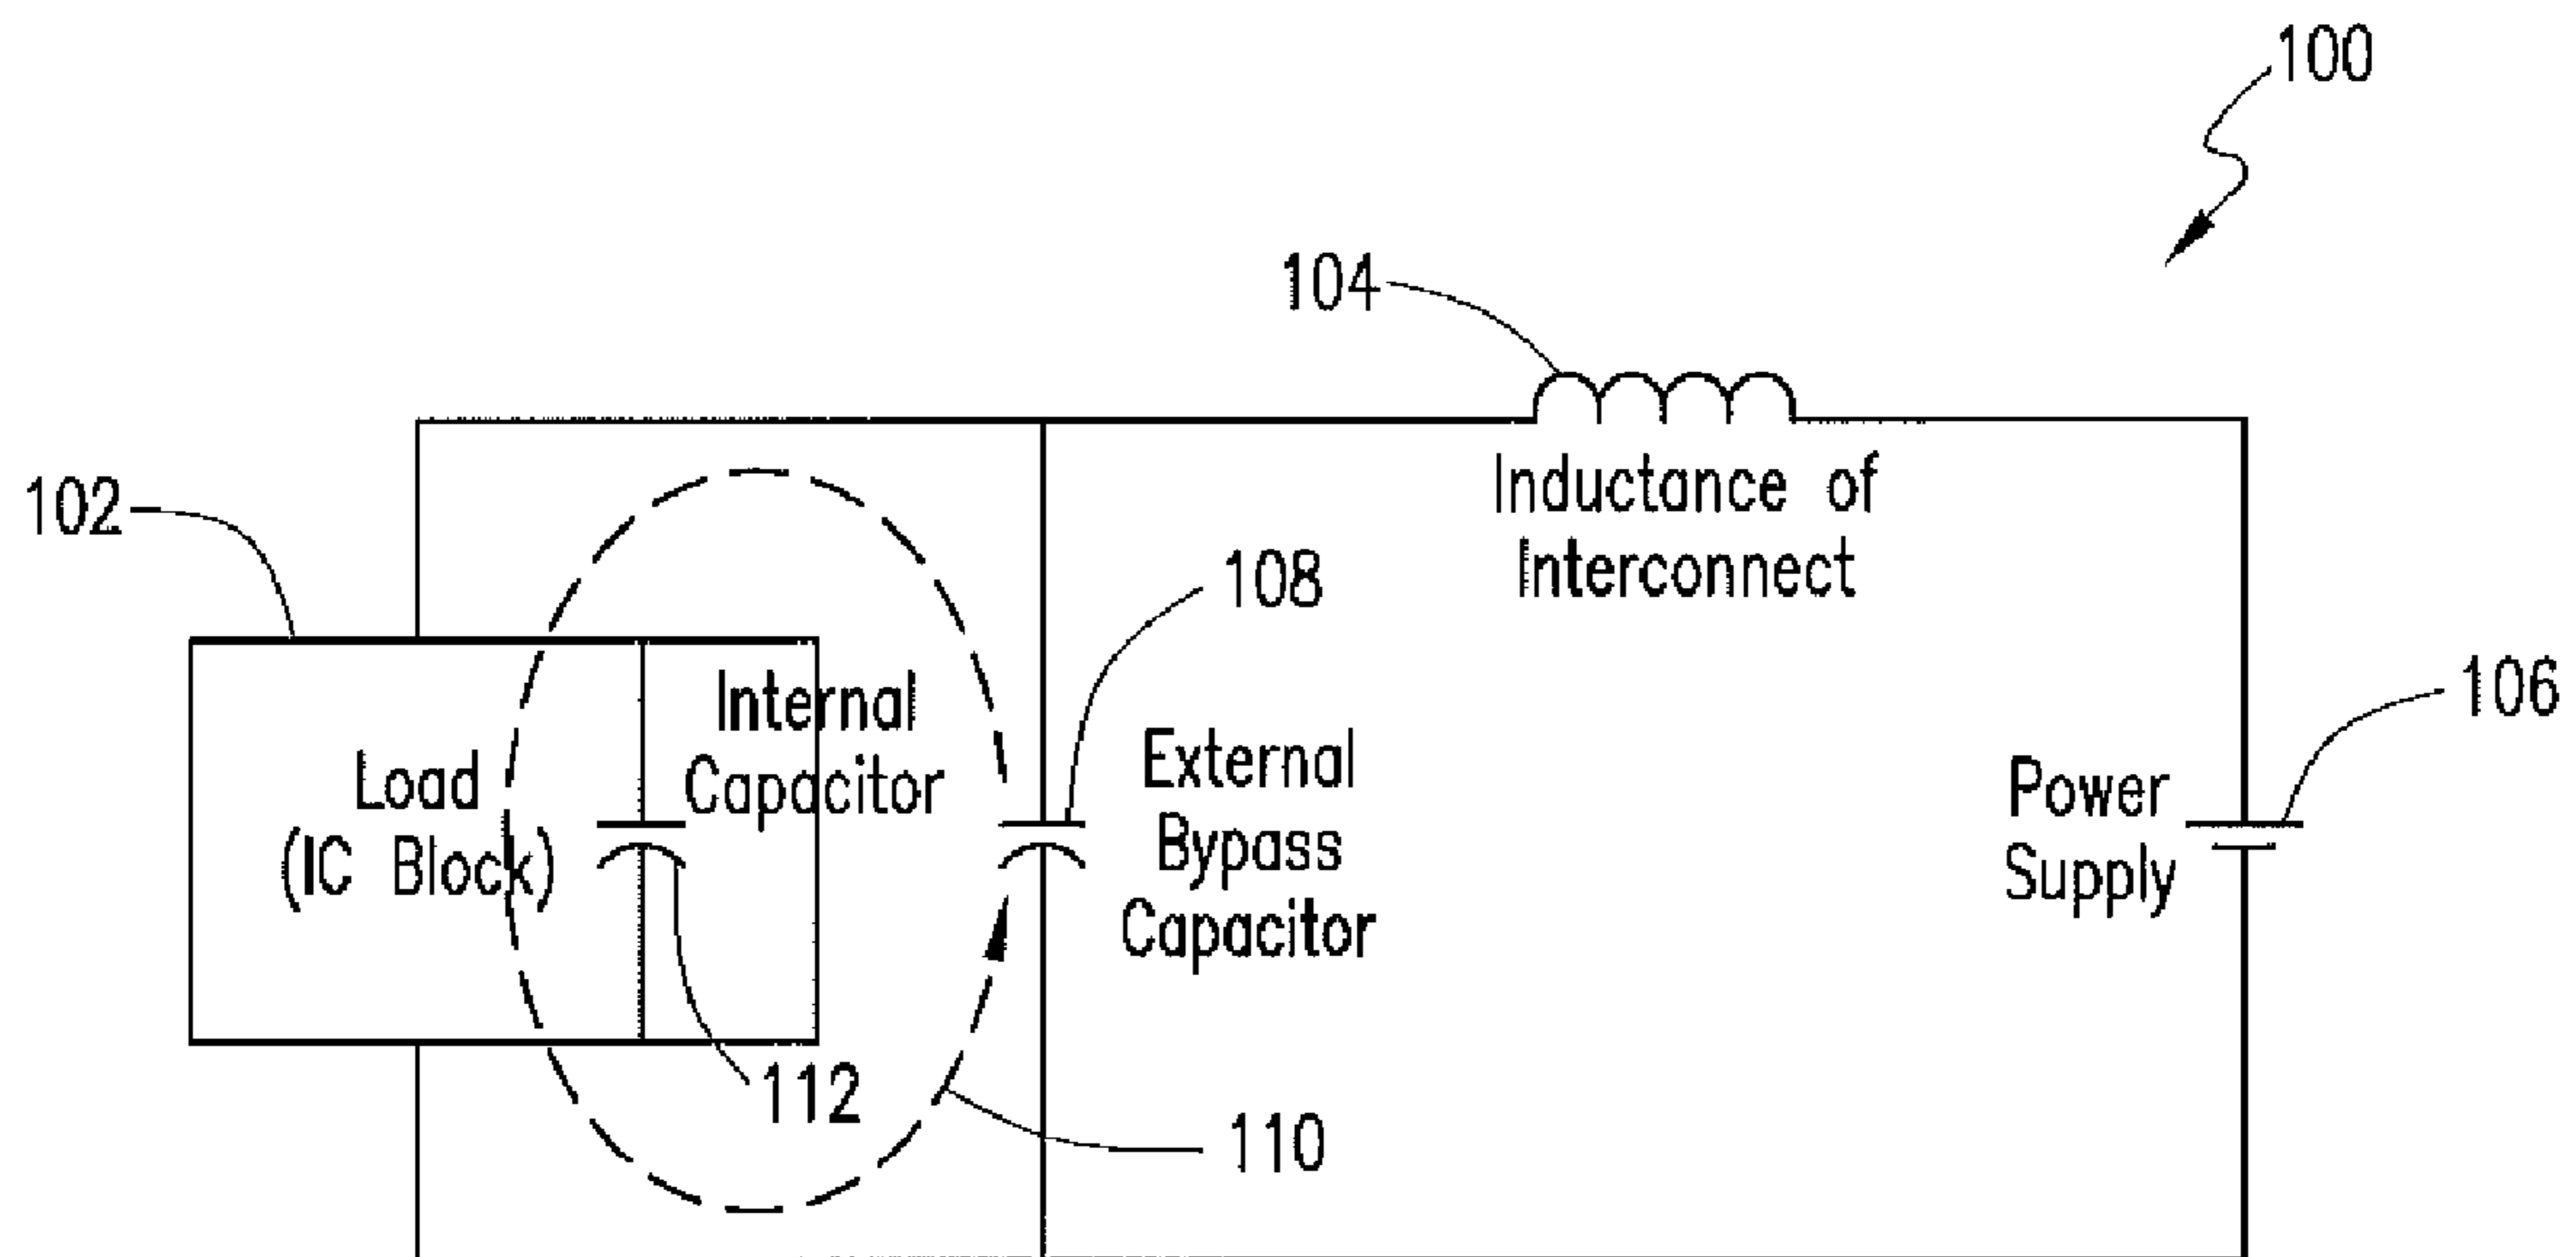 100
104
Inductance of
Interconnect
102
108
106
Internal
Capacitor
Load
(IC Block)
External
Bypass
Capacitor
Power
Supply
112
110